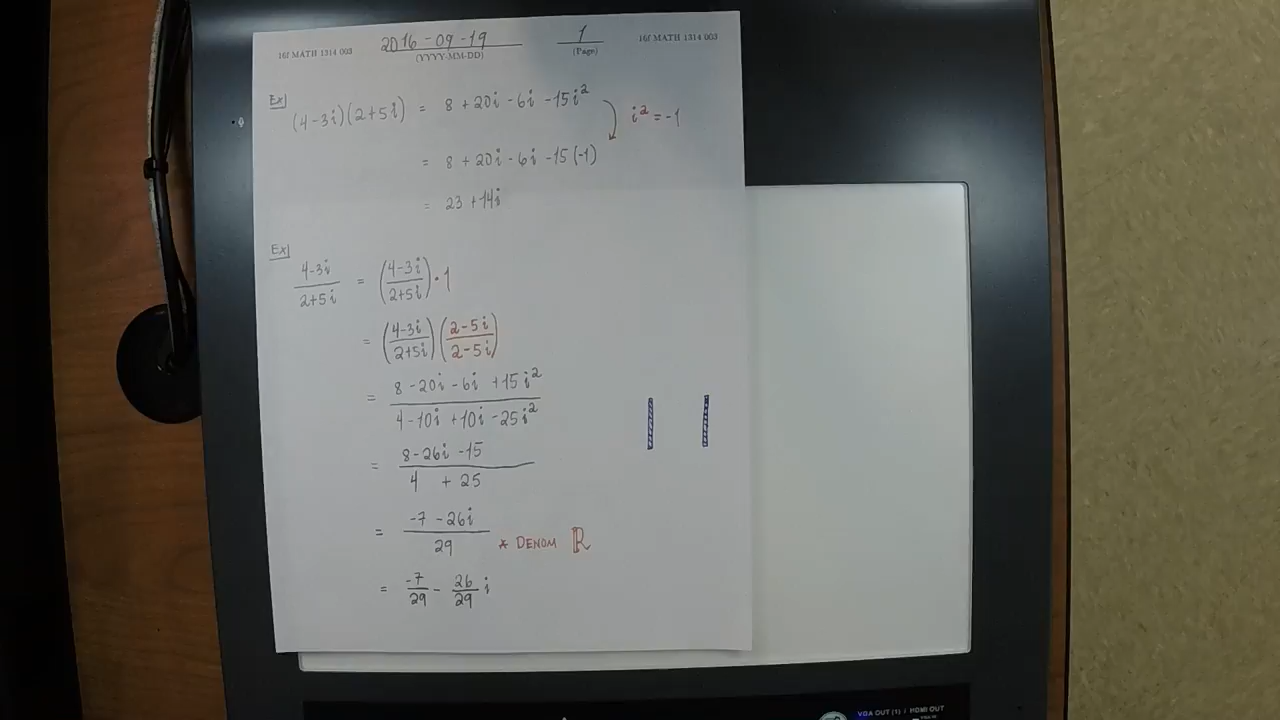 16f MATH 1314 003 2016-09-19 1 16f MATH 1314 003
(YYYY-MM-DD) (Page)
Ex]
(4-3i)(2+5i) = 8 + 20i - 6i - 15i² i² = -1
= 8 + 20i - 6i - 15(-1)
= 23 + 14i
Ex]
4-3i/2+5i = (4-3i/2+5i) • 1
= (4-3i/2+5i)(2-5i/2-5i)
= 8 - 20i - 6i + 15i²/4 - 10i + 10i - 25i²
= 8 - 26i - 15/4 + 25
= -7 - 26i/29 * DENOM ℝ
= -7/29 - 26/29 i
VGA OUT (1) / HDMI OUT